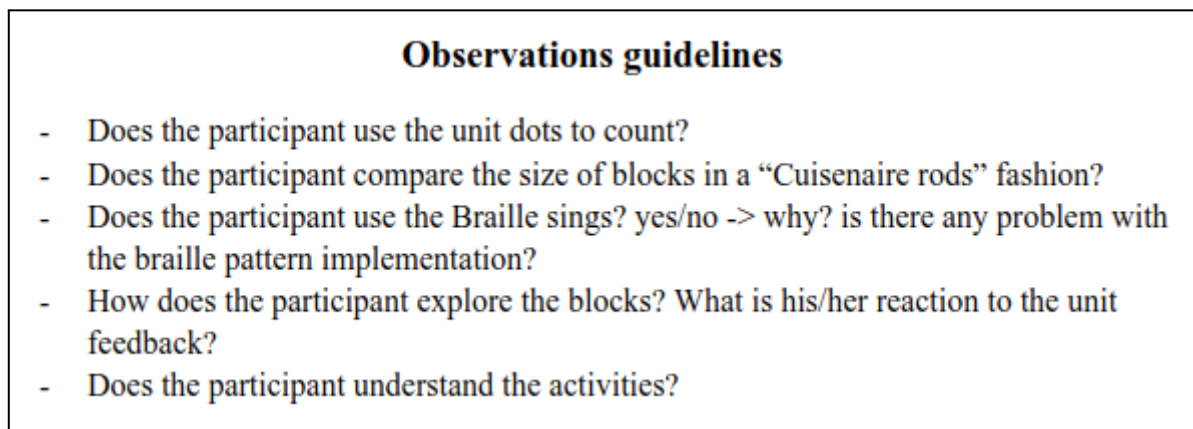 Observations guidelines
- Does the participant use the unit dots to count?
- Does the participant compare the size of blocks in a “Cuisenaire rods” fashion?
- Does the participant use the Braille sings? yes/no -> why? is there any problem with
the braille pattern implementation?
- How does the participant explore the blocks? What is his/her reaction to the unit
feedback?
- Does the participant understand the activities?